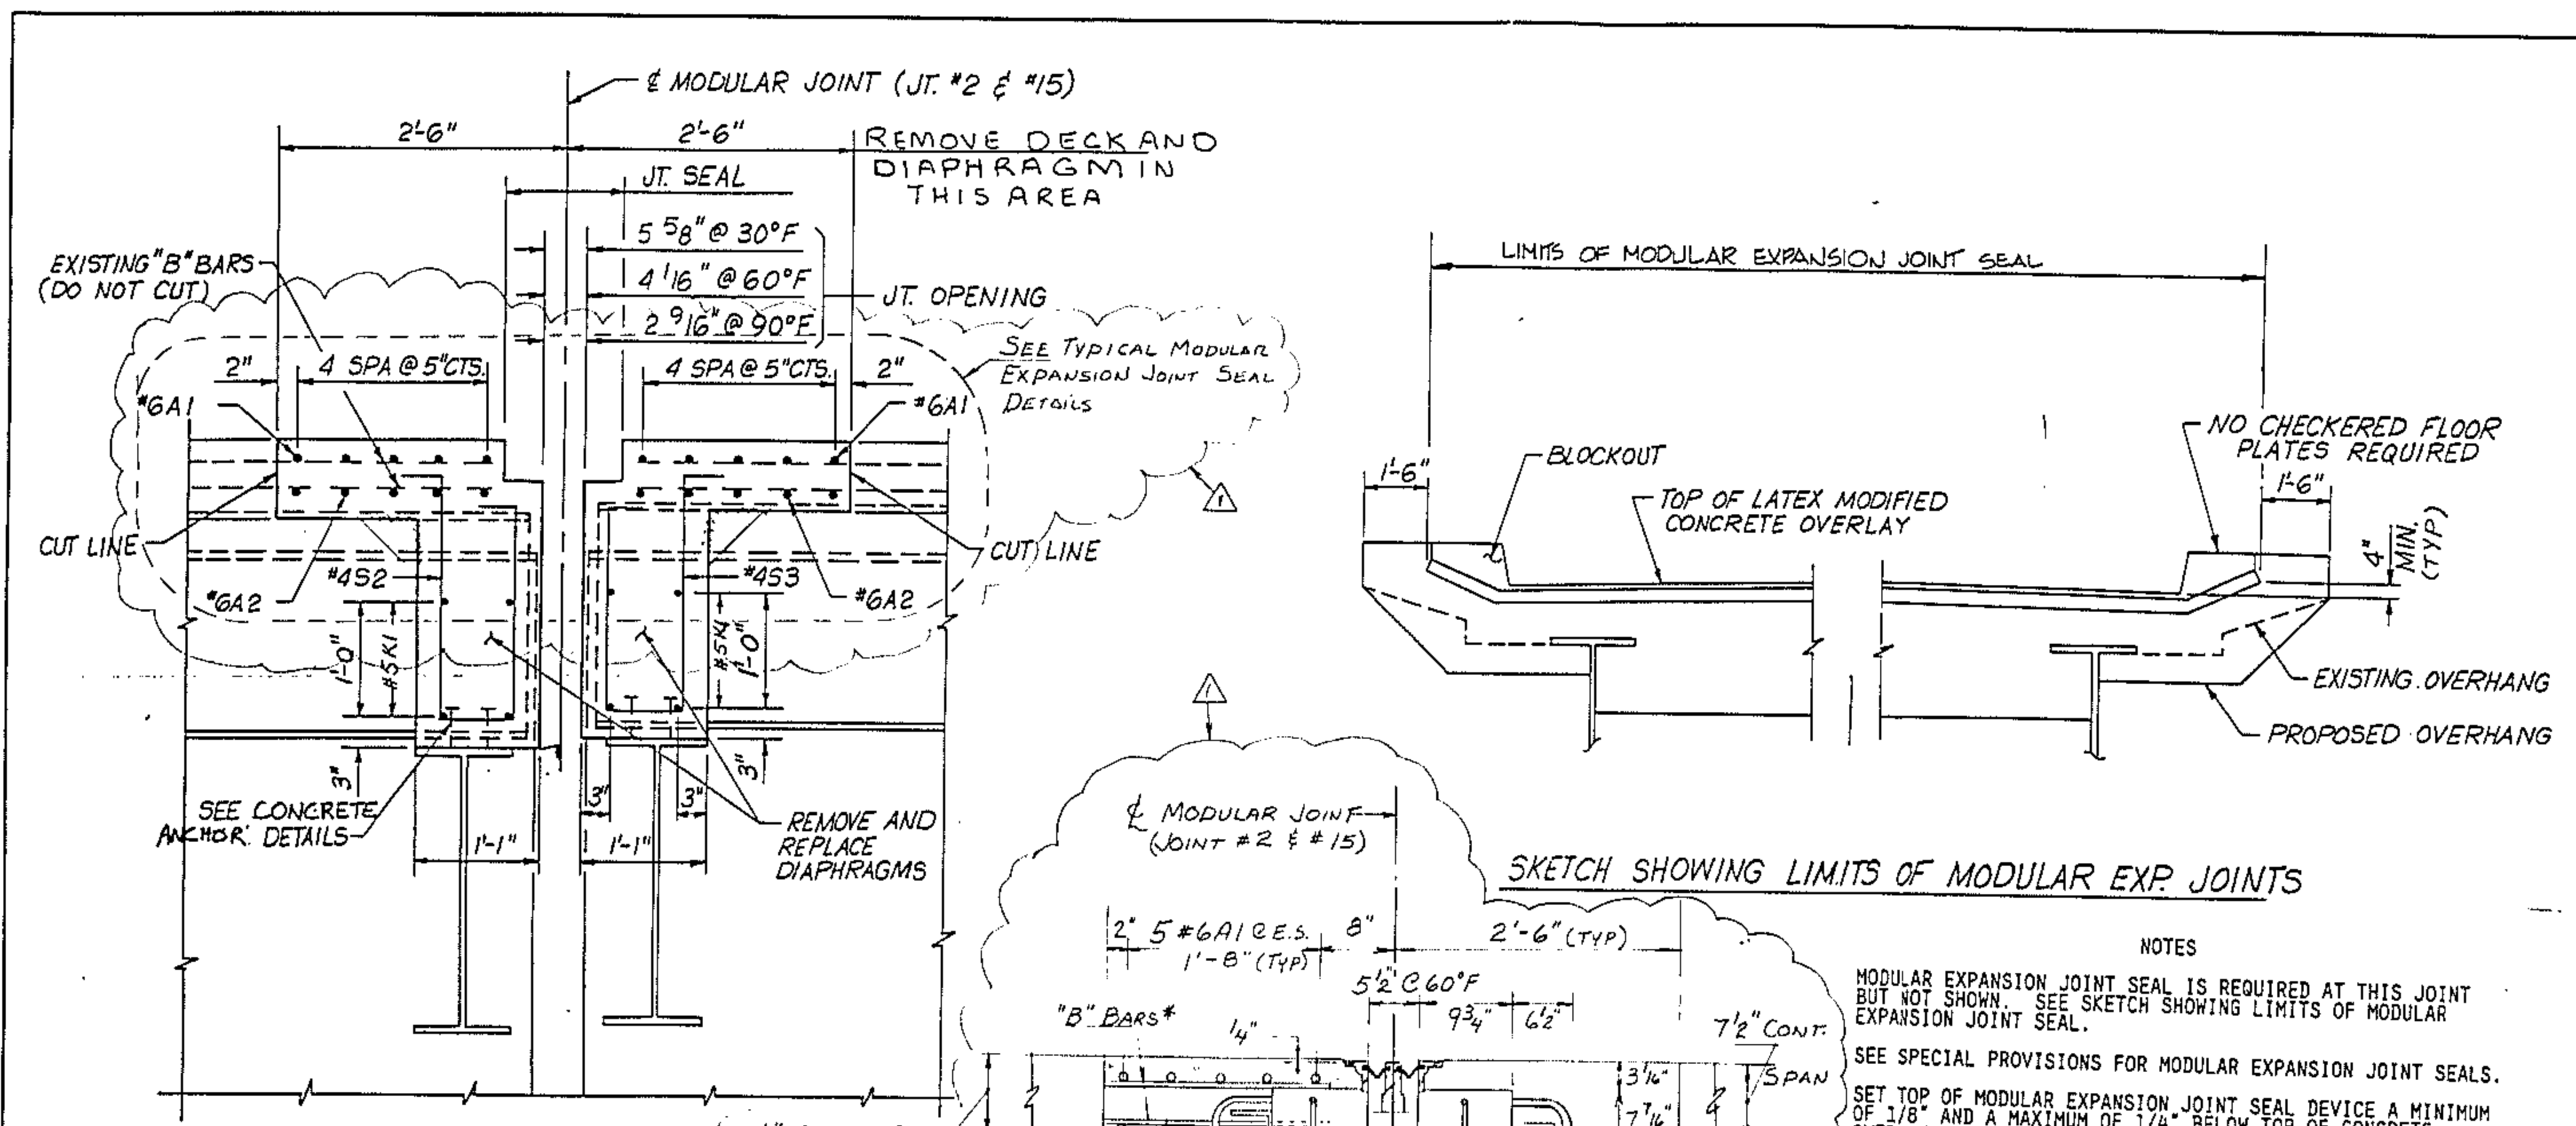 ℄ MODULAR JOINT (JT. #2 & #15)
2'-6"
2'-6"
REMOVE DECK AND
DIAPHRAGM IN
THIS AREA
JT. SEAL
5 5/8" @ 30°F
4 1/16" @ 60°F
2 9/16" @ 90°F
JT. OPENING
EXISTING "B" BARS
(DO NOT CUT)
SEE TYPICAL MODULAR
EXPANSION JOINT SEAL
DETAILS
2"
4 SPA @ 5"CTS.
4 SPA @ 5"CTS.
2"
#6A1
#6A1
1
CUT LINE
CUT LINE
#4S2
#4S3
#6A2
#6A2
1'-0"
#5K1
#5K1
1'-0"
3"
3"
3"
3"
SEE CONCRETE
ANCHOR DETAILS
1'-1"
1'-1"
REMOVE AND
REPLACE
DIAPHRAGMS
LIMITS OF MODULAR EXPANSION JOINT SEAL
1'-6"
BLOCKOUT
TOP OF LATEX MODIFIED
CONCRETE OVERLAY
NO CHECKERED FLOOR
PLATES REQUIRED
1'-6"
4"
MIN.
(TYP)
EXISTING OVERHANG
PROPOSED OVERHANG
SKETCH SHOWING LIMITS OF MODULAR EXP. JOINTS
1
℄ MODULAR JOINT
(JOINT #2 & #15)
2"
5 #6A1 @ E.S.
1'-8" (TYP)
8"
2'-6" (TYP)
5 1/2" @ 60°F
9 3/4"
6 1/2"
"B" BARS*
1/4"
7 1/2" CONT.
SPAN
3 1/16"
7 7/16"
NOTES
MODULAR EXPANSION JOINT SEAL IS REQUIRED AT THIS JOINT
BUT NOT SHOWN. SEE SKETCH SHOWING LIMITS OF MODULAR
EXPANSION JOINT SEAL.
SEE SPECIAL PROVISIONS FOR MODULAR EXPANSION JOINT SEALS.
SET TOP OF MODULAR EXPANSION JOINT SEAL DEVICE A MINIMUM
OF 1/8" AND A MAXIMUM OF 1/4" BELOW TOP OF CONCRETE